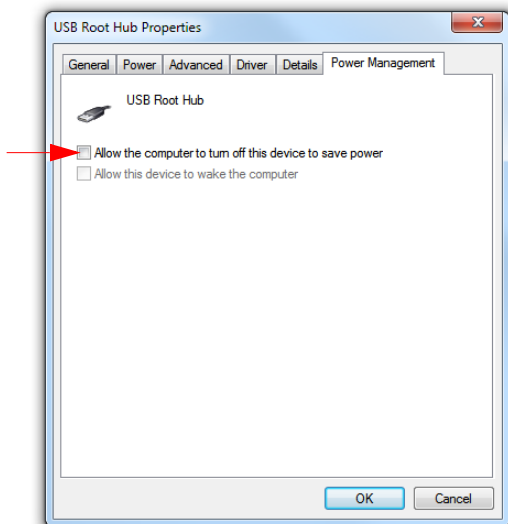 USB Root Hub Properties
General Power Advanced Driver Details Power Management
USB Root Hub
Allow the computer to turn off this device to save power
Allow this device to wake the computer
OK Cancel